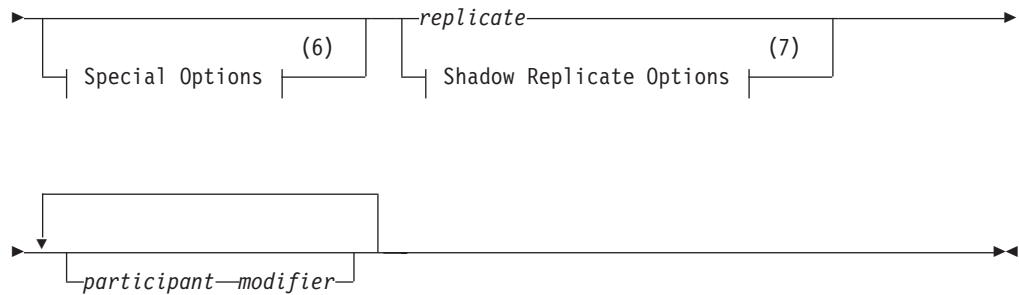 replicate
(6) (7)
Special Options Shadow Replicate Options
participant modifier